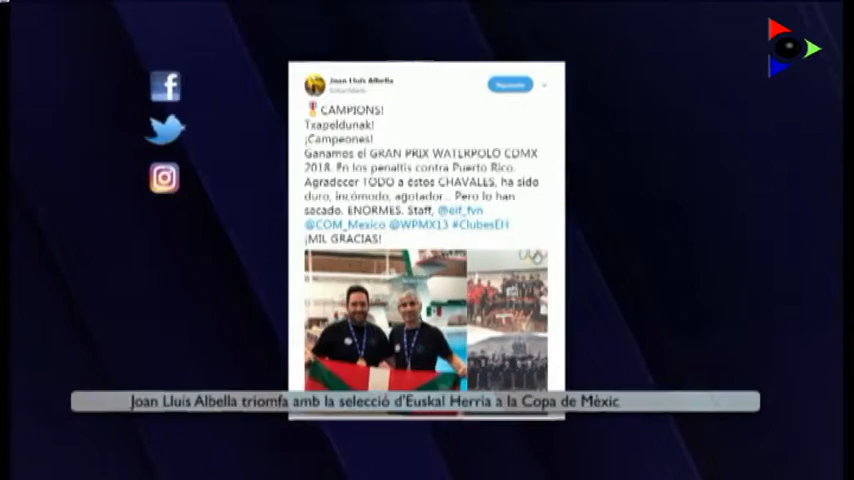 Joan Lluís Albella
Siguiendo
CAMPIONS!
Txapeldunak!
¡Campeones!
Ganamos el GRAN PRIX WATERPOLO CDMX
2018. En los penaltis contra Puerto Rico.
Agradecer TODO a éstos CHAVALES, ha sido
duro, incómodo, agotador... Pero lo han
sacado. ENORMES. Staff, @eif_fvn
@COM_Mexico @WPMX13 #ClubesEH
¡MIL GRACIAS!
Joan Lluís Albella triomfa amb la selecció d'Euskal Herria a la Copa de Mèxic